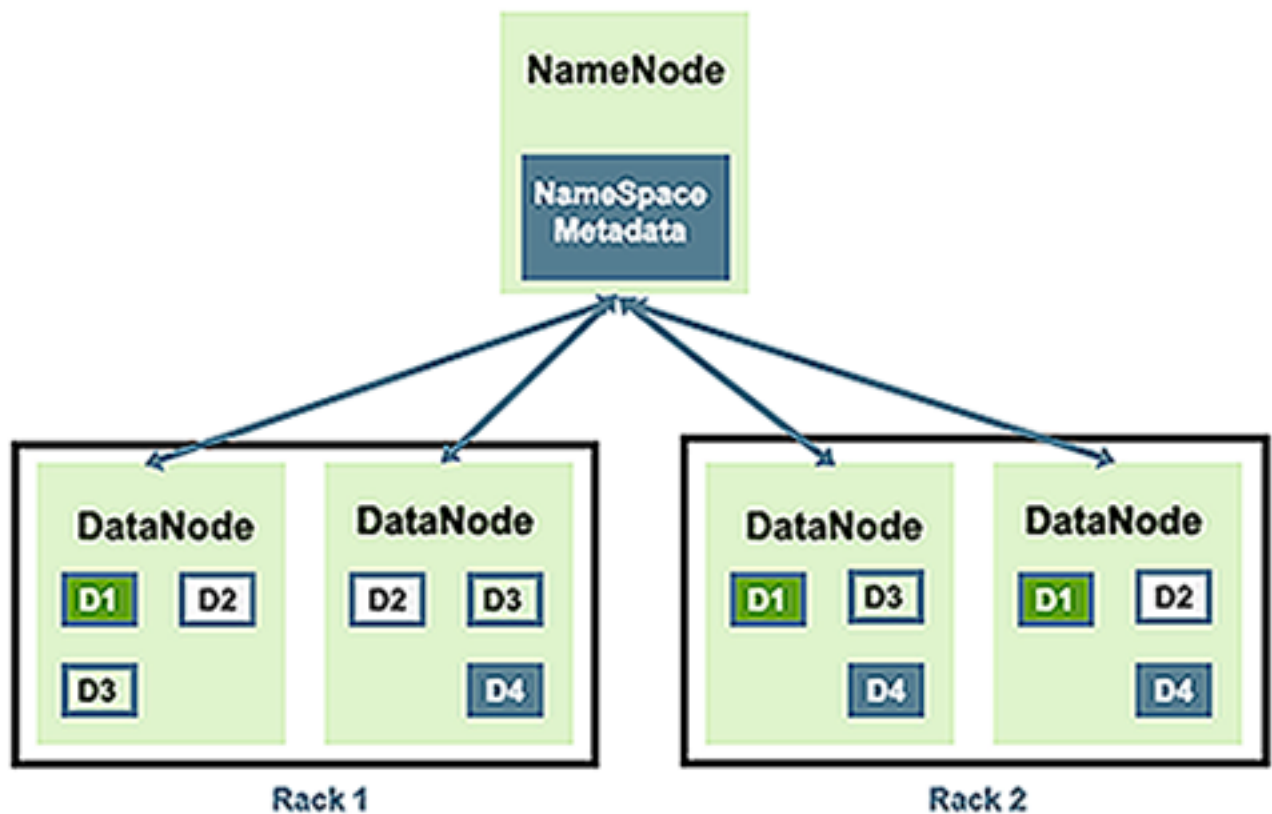 NameNode
NameSpace
Metadata
DataNode
D1 D2
D3
DataNode
D2 D3
D4
DataNode
D1 D3
D4
DataNode
D1 D2
D4
Rack 1
Rack 2